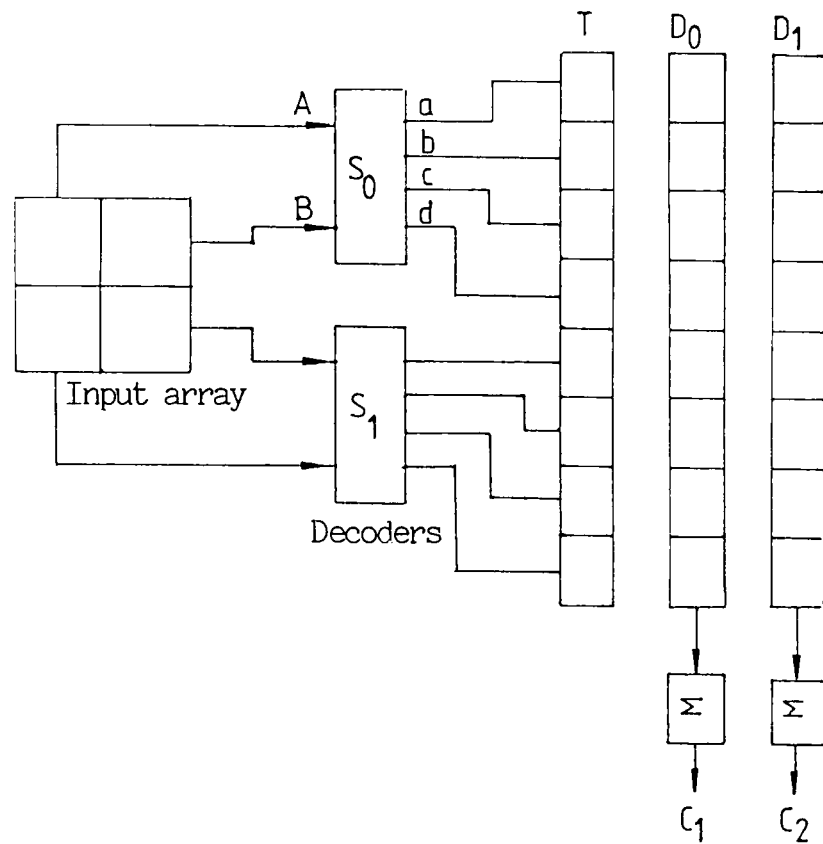 T D₀ D₁
A
a
b
S₀
c
B
d
Input array
S₁
Decoders
Σ Σ
C₁ C₂